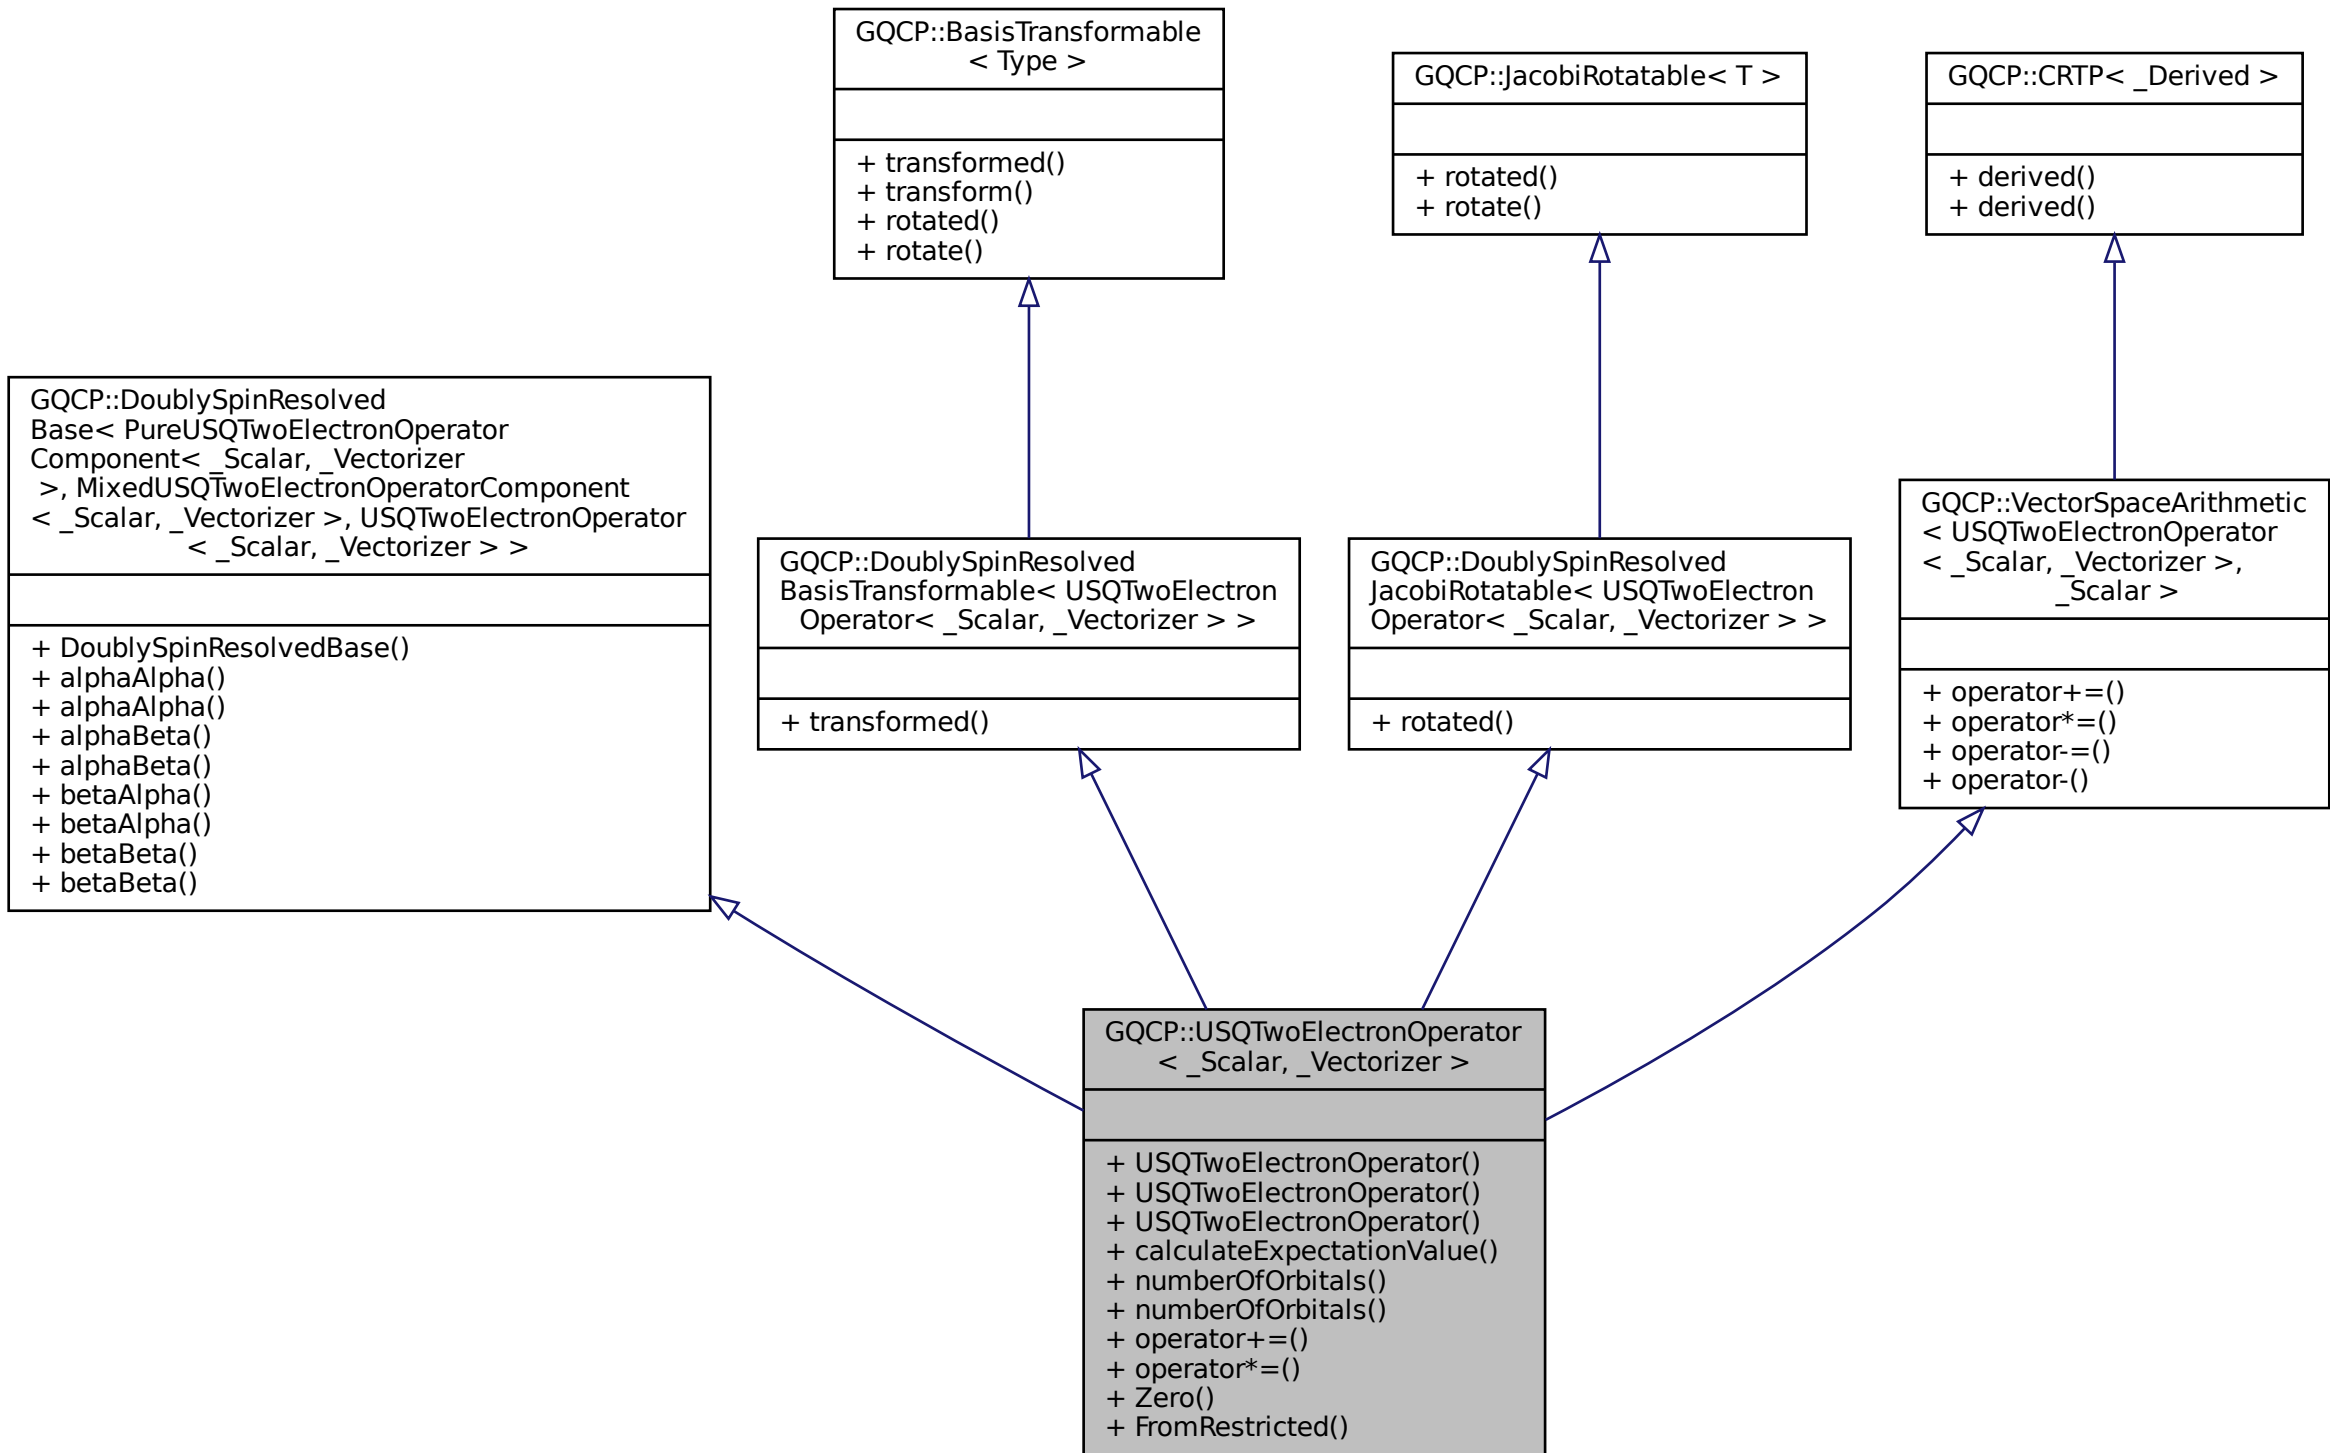 GQCP::BasisTransformable
< Type >
+ transformed()
+ transform()
+ rotated()
+ rotate()
GQCP::JacobiRotatable< T >
+ rotated()
+ rotate()
GQCP::CRTP< _Derived >
+ derived()
+ derived()
GQCP::DoublySpinResolved
Base< PureUSQTwoElectronOperator
Component< _Scalar, _Vectorizer
>, MixedUSQTwoElectronOperatorComponent
< _Scalar, _Vectorizer >, USQTwoElectronOperator
< _Scalar, _Vectorizer > >
+ DoublySpinResolvedBase()
+ alphaAlpha()
+ alphaAlpha()
+ alphaBeta()
+ alphaBeta()
+ betaAlpha()
+ betaAlpha()
+ betaBeta()
+ betaBeta()
GQCP::DoublySpinResolved
BasisTransformable< USQTwoElectron
Operator< _Scalar, _Vectorizer > >
+ transformed()
GQCP::DoublySpinResolved
JacobiRotatable< USQTwoElectron
Operator< _Scalar, _Vectorizer > >
+ rotated()
GQCP::VectorSpaceArithmetic
< USQTwoElectronOperator
< _Scalar, _Vectorizer >,
_Scalar >
+ operator+=()
+ operator*=()
+ operator-=()
+ operator-()
GQCP::USQTwoElectronOperator
< _Scalar, _Vectorizer >
+ USQTwoElectronOperator()
+ USQTwoElectronOperator()
+ USQTwoElectronOperator()
+ calculateExpectationValue()
+ numberOfOrbitals()
+ numberOfOrbitals()
+ operator+=()
+ operator*=()
+ Zero()
+ FromRestricted()